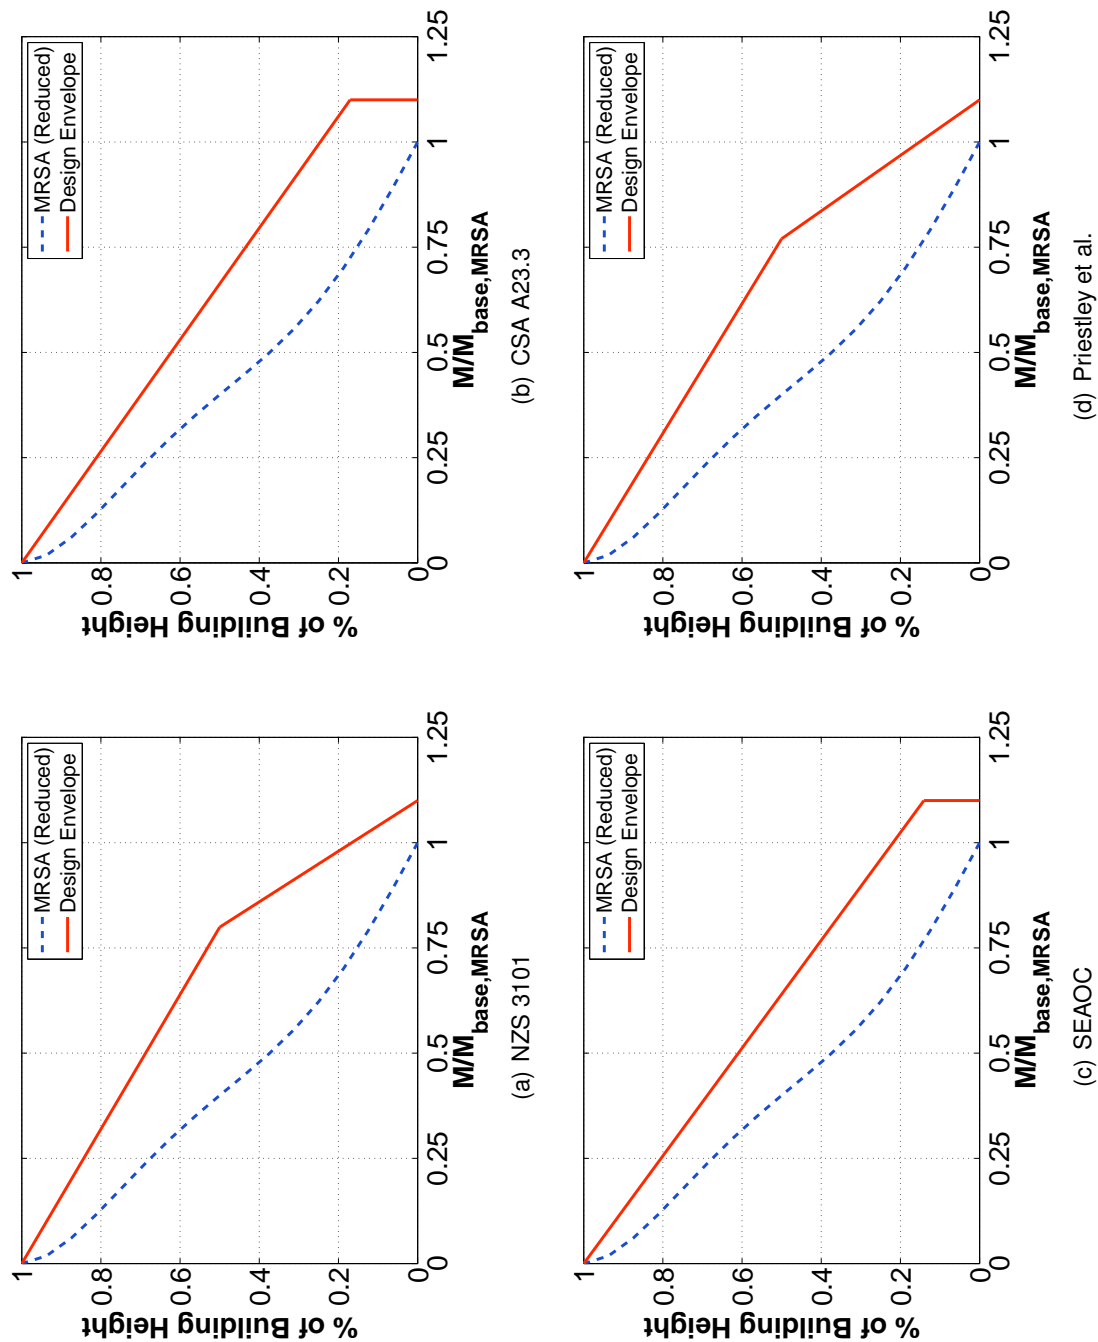 1
0.8
0.6
0.4
0.2
0
% of Building Height
0
0.25
0.5
0.75
1
1.25
M/M_base,MRSA
MRSA (Reduced)
Design Envelope
(a) NZS 3101
1
0.8
0.6
0.4
0.2
0
% of Building Height
0
0.25
0.5
0.75
1
1.25
M/M_base,MRSA
MRSA (Reduced)
Design Envelope
(b) CSA A23.3
1
0.8
0.6
0.4
0.2
0
% of Building Height
0
0.25
0.5
0.75
1
1.25
M/M_base,MRSA
MRSA (Reduced)
Design Envelope
(c) SEAOC
1
0.8
0.6
0.4
0.2
0
% of Building Height
0
0.25
0.5
0.75
1
1.25
M/M_base,MRSA
MRSA (Reduced)
Design Envelope
(d) Priestley et al.